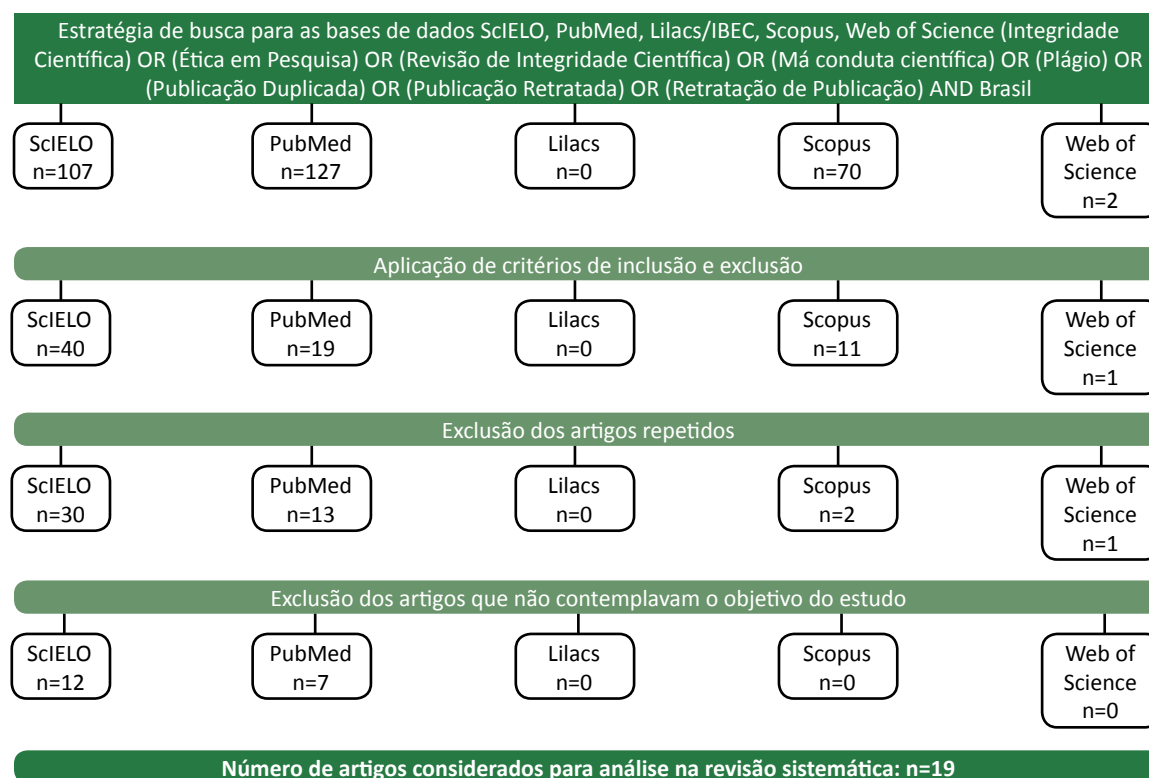 Estratégia de busca para as bases de dados ScIELO, PubMed, Lilacs/IBEC, Scopus, Web of Science (Integridade
Científica) OR (Ética em Pesquisa) OR (Revisão de Integridade Científica) OR (Má conduta científica) OR (Plágio) OR
(Publicação Duplicada) OR (Publicação Retratada) OR (Retratação de Publicação) AND Brasil
ScIELO
n=107
PubMed
n=127
Lilacs
n=0
Scopus
n=70
Web of
Science
n=2
Aplicação de critérios de inclusão e exclusão
ScIELO
n=40
PubMed
n=19
Lilacs
n=0
Scopus
n=11
Web of
Science
n=1
Exclusão dos artigos repetidos
ScIELO
n=30
PubMed
n=13
Lilacs
n=0
Scopus
n=2
Web of
Science
n=1
Exclusão dos artigos que não contemplavam o objetivo do estudo
ScIELO
n=12
PubMed
n=7
Lilacs
n=0
Scopus
n=0
Web of
Science
n=0
Número de artigos considerados para análise na revisão sistemática: n=19